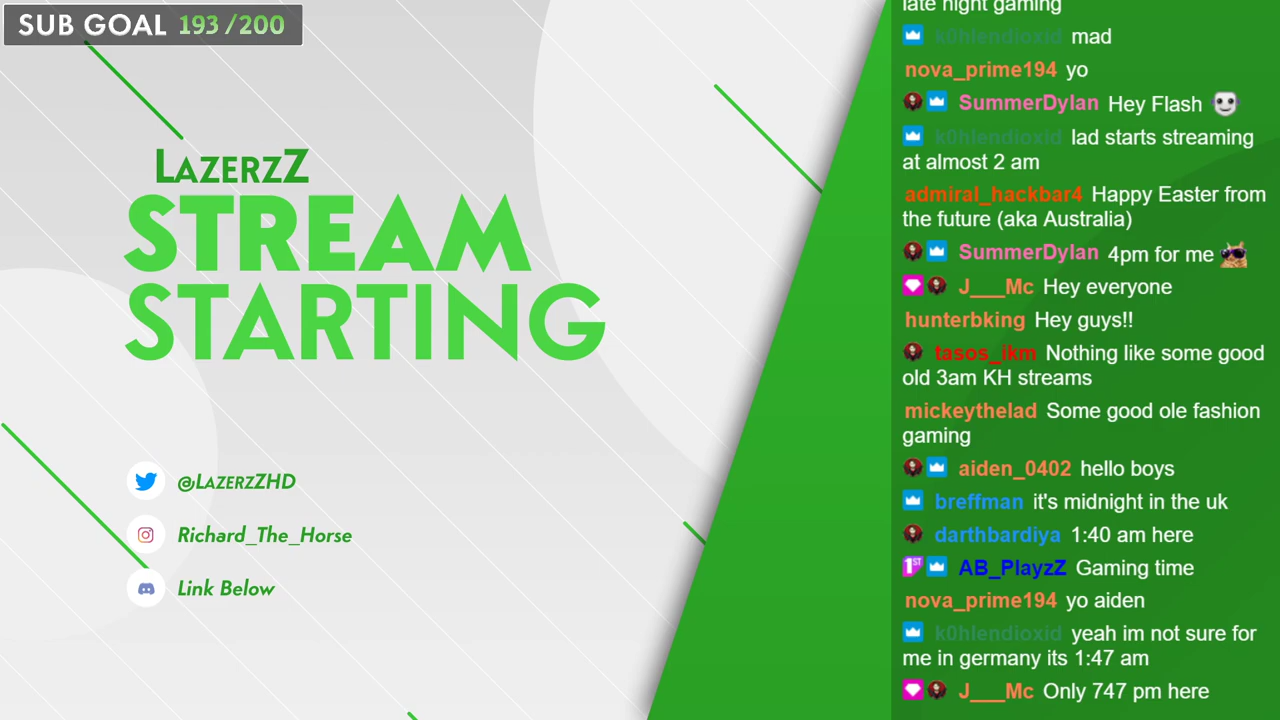 SUB GOAL 193/200
LAZERZZ
STREAM
STARTING
@LAZERZZHD
Richard_The_Horse
Link Below
late night gaming
k0hlendioxid mad
nova_prime194 yo
SummerDylan Hey Flash
k0hlendioxid lad starts streaming
at almost 2 am
admiral_hackbar4 Happy Easter from
the future (aka Australia)
SummerDylan 4pm for me
J___Mc Hey everyone
hunterbking Hey guys!!
tasos_ikm Nothing like some good
old 3am KH streams
mickeythelad Some good ole fashion
gaming
aiden_0402 hello boys
breffman it's midnight in the uk
darthbardiya 1:40 am here
1ST AB_PlayzZ Gaming time
nova_prime194 yo aiden
k0hlendioxid yeah im not sure for
me in germany its 1:47 am
J___Mc Only 747 pm here